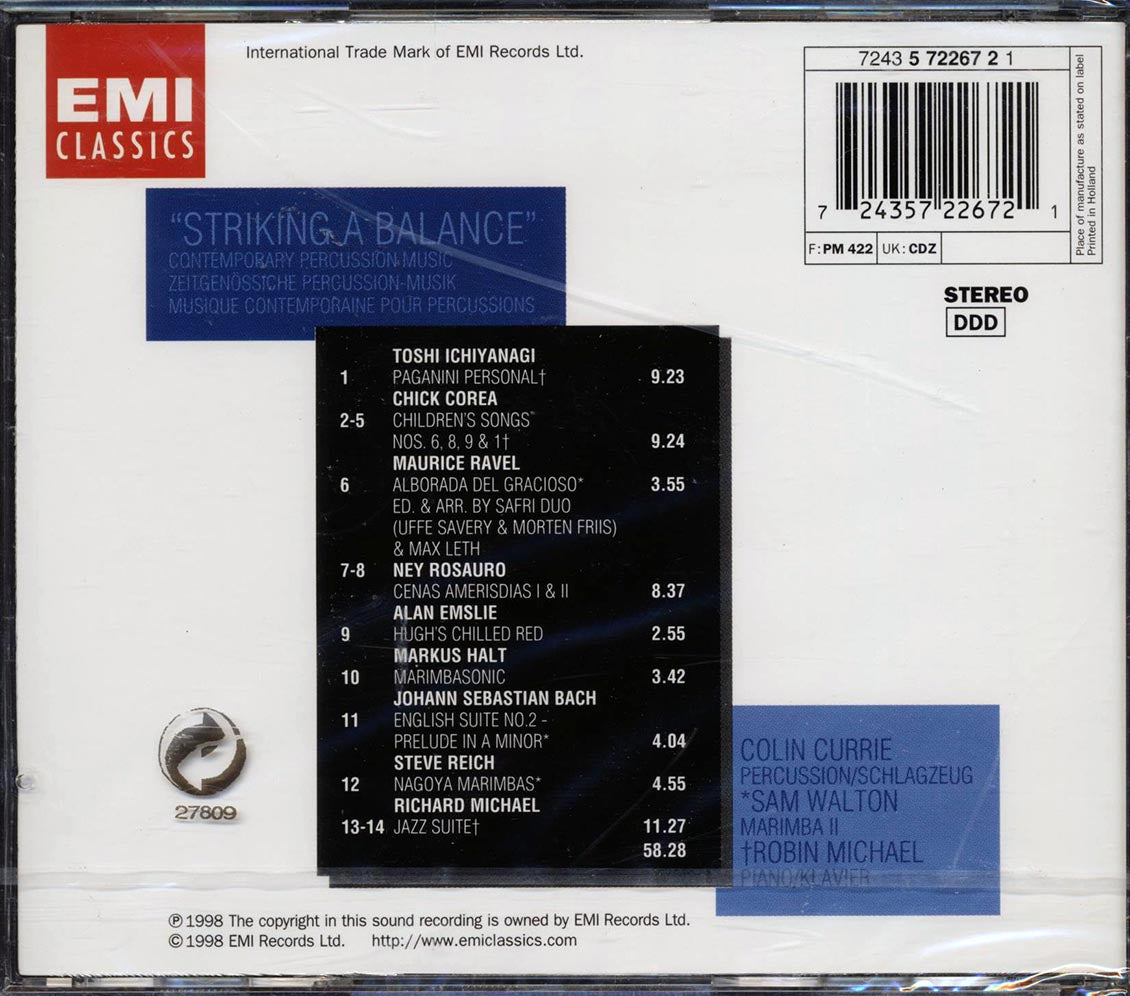 EMI
CLASSICS
International Trade Mark of EMI Records Ltd.
7243 5 72267 2 1
7 24357 22672 1
F: PM 422 UK: CDZ
Place of manufacture as stated on label
Printed in Holland
STEREO
DDD
"STRIKING A BALANCE"
CONTEMPORARY PERCUSSION MUSIC
ZEITGENÖSSICHE PERCUSSION-MUSIK
MUSIQUE CONTEMPORAINE POUR PERCUSSIONS
TOSHI ICHIYANAGI
1 PAGANINI PERSONAL† 9.23
CHICK COREA
2-5 CHILDREN'S SONGS*
NOS. 6, 8, 9 & 1† 9.24
MAURICE RAVEL
6 ALBORADA DEL GRACIOSO* 3.55
ED. & ARR. BY SAFRI DUO
(UFFE SAVERY & MORTEN FRIIS)
& MAX LETH
7-8 NEY ROSAURO
CENAS AMERISDIAS I & II 8.37
ALAN EMSLIE
9 HUGH'S CHILLED RED 2.55
MARKUS HALT
10 MARIMBASONIC 3.42
JOHANN SEBASTIAN BACH
11 ENGLISH SUITE NO.2 -
PRELUDE IN A MINOR* 4.04
STEVE REICH
12 NAGOYA MARIMBAS* 4.55
RICHARD MICHAEL
13-14 JAZZ SUITE† 11.27
58.28
COLIN CURRIE
PERCUSSION/SCHLAGZEUG
*SAM WALTON
MARIMBA II
†ROBIN MICHAEL
PIANO/KLAVIER
27809
℗ 1998 The copyright in this sound recording is owned by EMI Records Ltd.
© 1998 EMI Records Ltd. http://www.emiclassics.com